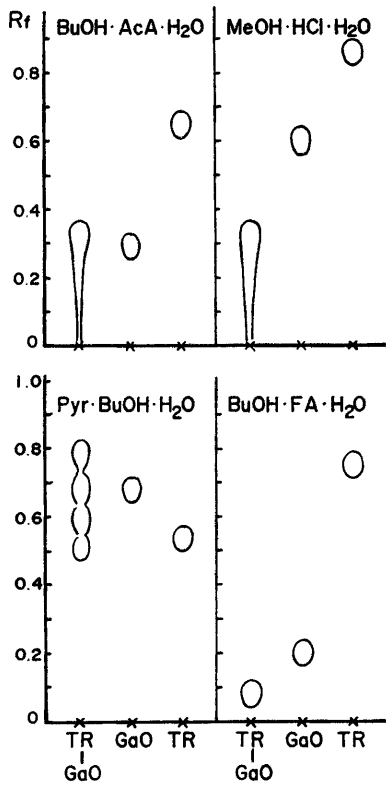 Rf BuOH·AcA·H2O MeOH·HCl·H2O
0.8
0.6
0.4
0.2
0
1.0
Pyr·BuOH·H2O BuOH·FA·H2O
0.8
0.6
0.4
0.2
0
TR GaO TR TR GaO TR
GaO GaO